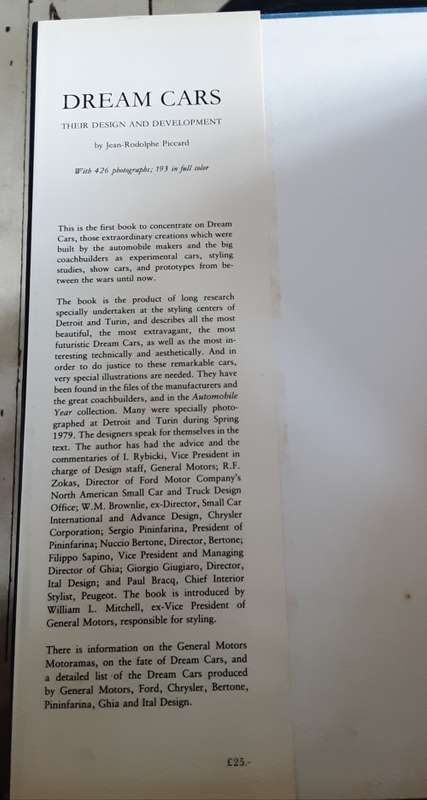 DREAM CARS
THEIR DESIGN AND DEVELOPMENT
by Jean-Rodolphe Piccard
With 426 photographs; 193 in full color
This is the first book to concentrate on Dream
Cars, those extraordinary creations which were
built by the automobile makers and the big
coachbuilders as experimental cars, styling
studies, show cars, and prototypes from be-
tween the wars until now.
The book is the product of long research
specially undertaken at the styling centers of
Detroit and Turin, and describes all the most
beautiful, the most extravagant, the most
futuristic Dream Cars, as well as the most in-
teresting technically and aesthetically. And in
order to do justice to these remarkable cars,
very special illustrations are needed. They have
been found in the files of the manufacturers and
the great coachbuilders, and in the Automobile
Year collection. Many were specially photo-
graphed at Detroit and Turin during Spring
1979. The designers speak for themselves in the
text. The author has had the advice and the
commentaries of I. Rybicki, Vice President in
charge of Design staff, General Motors; R.F.
Zokas, Director of Ford Motor Company's
North American Small Car and Truck Design
Office; W.M. Brownlie, ex-Director, Small Car
International and Advance Design, Chrysler
Corporation; Sergio Pininfarina, President of
Pininfarina; Nuccio Bertone, Director, Bertone;
Filippo Sapino, Vice President and Managing
Director of Ghia; Giorgio Giugiaro, Director,
Ital Design; and Paul Bracq, Chief Interior
Stylist, Peugeot. The book is introduced by
William L. Mitchell, ex-Vice President of
General Motors, responsible for styling.
There is information on the General Motors
Motoramas, on the fate of Dream Cars, and
a detailed list of the Dream Cars produced
by General Motors, Ford, Chrysler, Bertone,
Pininfarina, Ghia and Ital Design.
£25.-